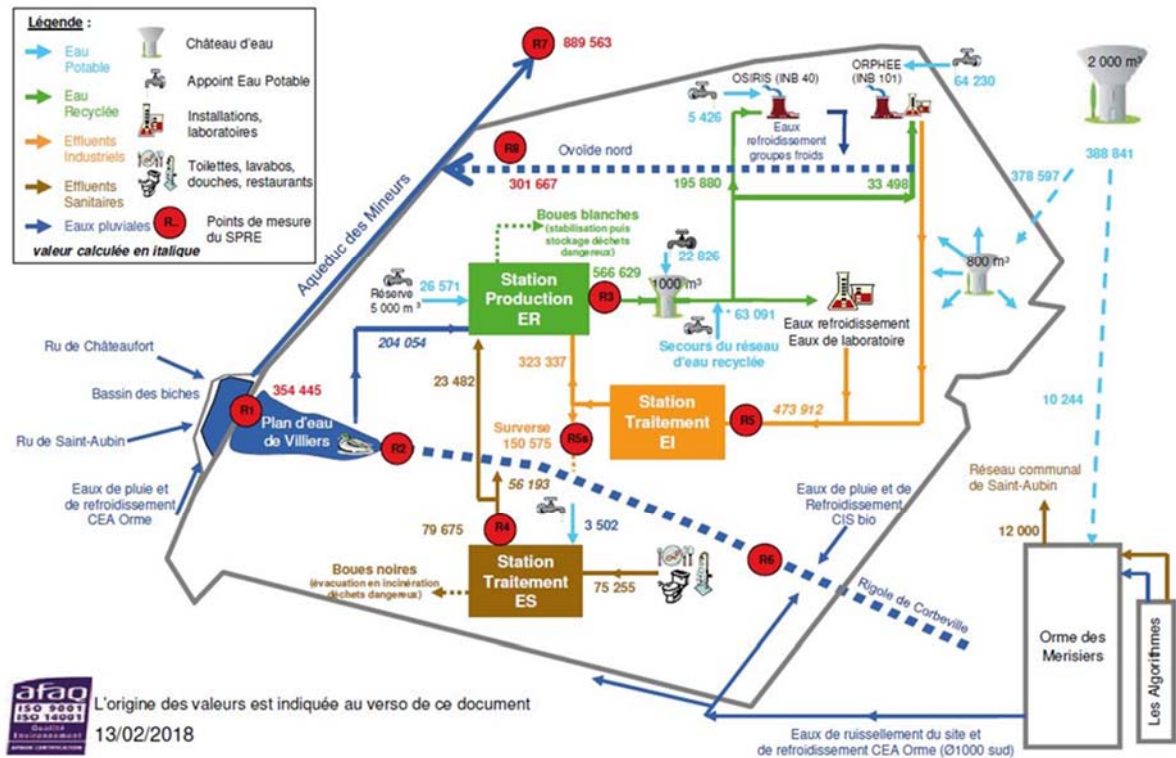 Légende :
Eau
Potable
Château d'eau
Appoint Eau Potable
Eau
Recyclée
Installations,
laboratoires
Effluents
Industriels
Toilettes, lavabos,
douches, restaurants
Effluents
Sanitaires
Eaux pluviales
R..
Points de mesure
du SPRE
valeur calculée en italique
R7
889 563
OSIRIS (INB 40)
5 426
ORPHEE
(INB 101)
64 230
2 000 m³
388 841
378 597
800 m³
Eaux
refroidissement
groupes froids
R8
Ovoïde nord
301 667
195 880
33 498
Aqueduc des Mineurs
Boues blanches
(stabilisation puis
stockage déchets
dangereux)
22 826
566 629
Station
Production
ER
R3
1000 m³
26 571
Réserve
5 000 m³
* 63 091
Secours du réseau
d'eau recyclée
Eaux refroidissement
Eaux de laboratoire
204 054
323 337
23 482
Ru de Châteaufort
Bassin des biches
Ru de Saint-Aubin
354 445
R1
Plan d'eau
de Villiers
R2
Eaux de pluie et
de refroidissement
CEA Orme
Surverse
150 575
R5s
Station
Traitement
EI
R5
473 912
10 244
56 193
79 675
R4
3 502
Station
Traitement
ES
75 255
Boues noires
(évacuation en incinération
déchets dangereux)
R6
Eaux de pluie et de
Refroidissement
CIS bio
Rigole de Corbeville
Réseau communal
de Saint-Aubin
12 000
Orme des
Merisiers
Les Algorithmes
Eaux de ruissellement du site et
de refroidissement CEA Orme (Ø1000 sud)
afaq
ISO 9001
ISO 14001
Qualité
Environnement
AFNOR CERTIFICATION
L'origine des valeurs est indiquée au verso de ce document
13/02/2018